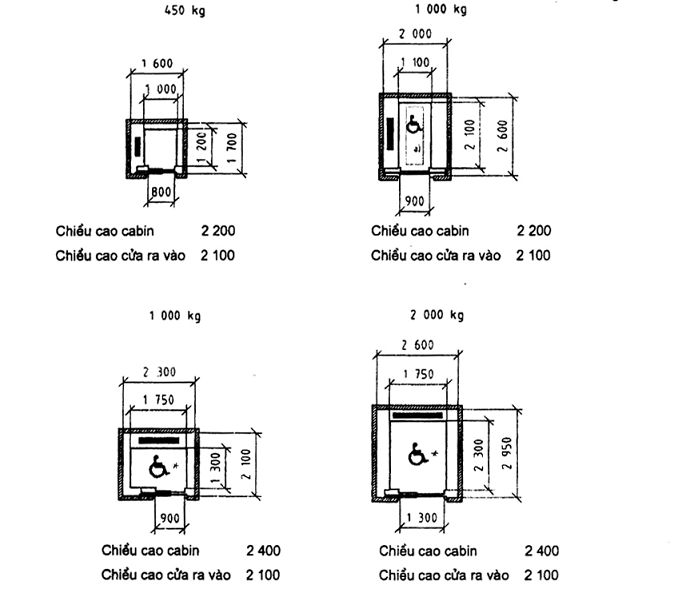 450 kg
1 600
1 000
1 200
1 700
800
Chiều cao cabin 2 200
Chiều cao cửa ra vào 2 100
1 000 kg
2 000
1 100
a)
2 100
2 600
900
Chiều cao cabin 2 200
Chiều cao cửa ra vào 2 100
1 000 kg
2 300
1 750
*
1 300
2 100
900
Chiều cao cabin 2 400
Chiều cao cửa ra vào 2 100
2 000 kg
2 600
1 750
*
2 300
2 950
1 300
Chiều cao cabin 2 400
Chiều cao cửa ra vào 2 100